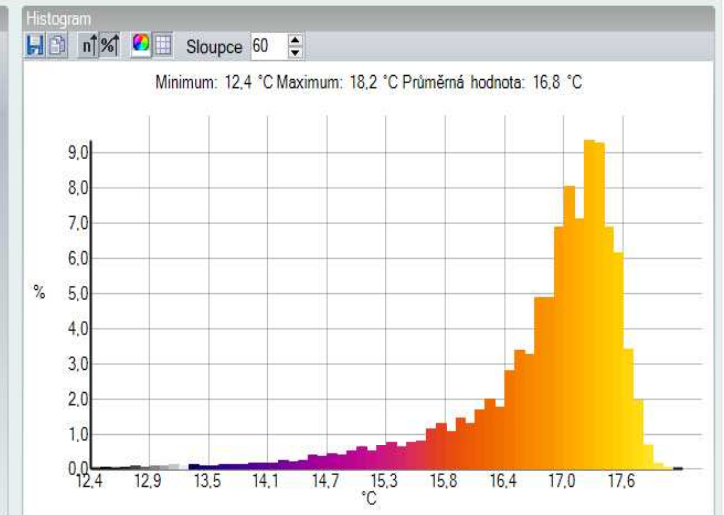 Histogram
n %
Sloupce 60
Minimum: 12,4 °C Maximum: 18,2 °C Průměrná hodnota: 16,8 °C
9,0
8,0
7,0
6,0
%
5,0
4,0
3,0
2,0
1,0
0,0
12,4 12,9 13,5 14,1 14,7 15,3 15,8 16,4 17,0 17,6
°C